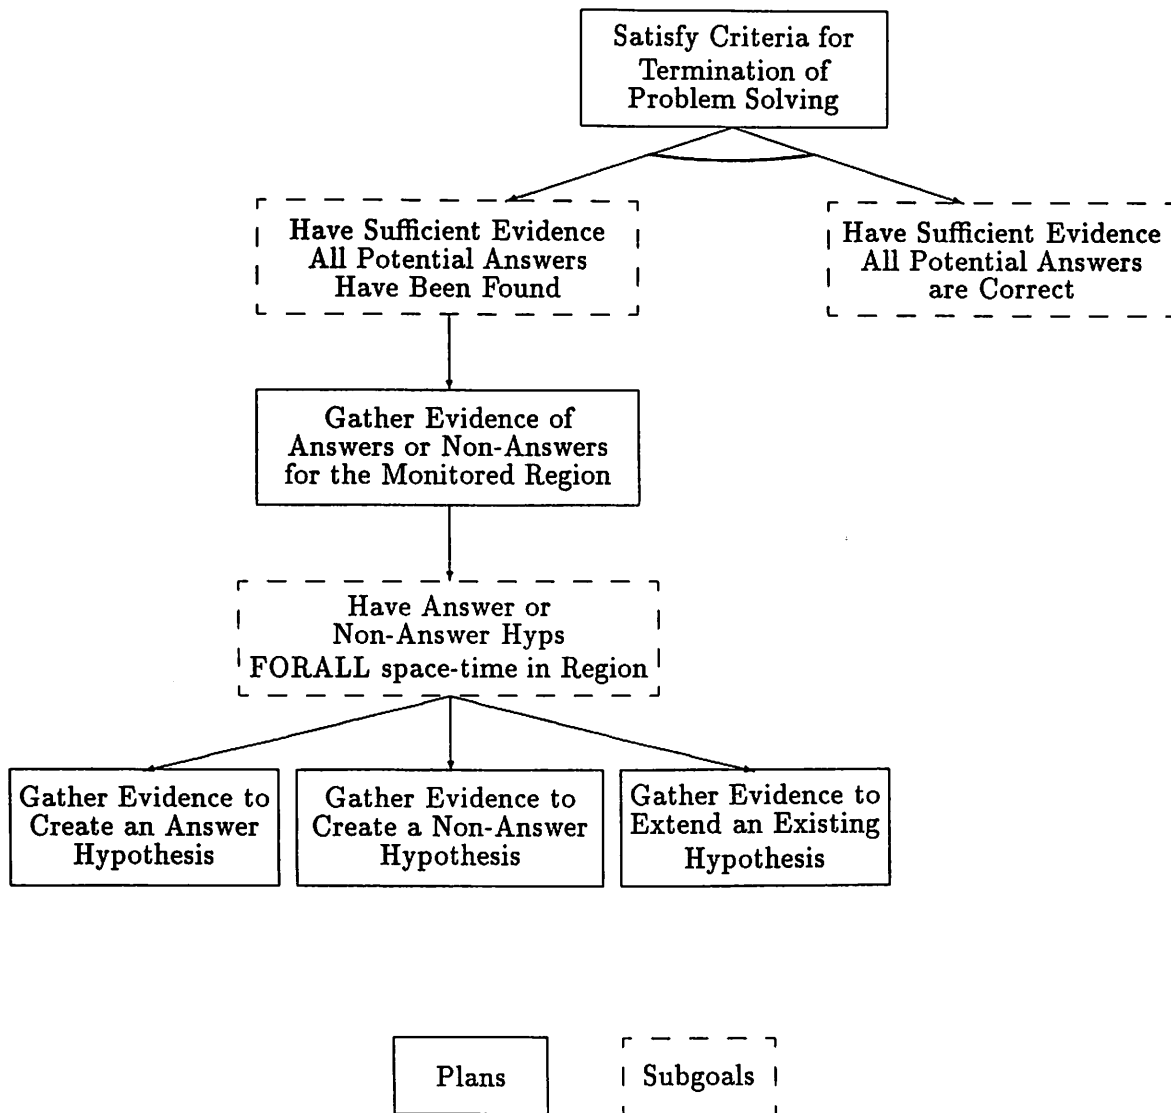 Satisfy Criteria for
Termination of
Problem Solving
Have Sufficient Evidence
All Potential Answers
Have Been Found
Have Sufficient Evidence
All Potential Answers
are Correct
Gather Evidence of
Answers or Non-Answers
for the Monitored Region
Have Answer or
Non-Answer Hyps
FORALL space-time in Region
Gather Evidence to
Create an Answer
Hypothesis
Gather Evidence to
Create a Non-Answer
Hypothesis
Gather Evidence to
Extend an Existing
Hypothesis
Plans
Subgoals